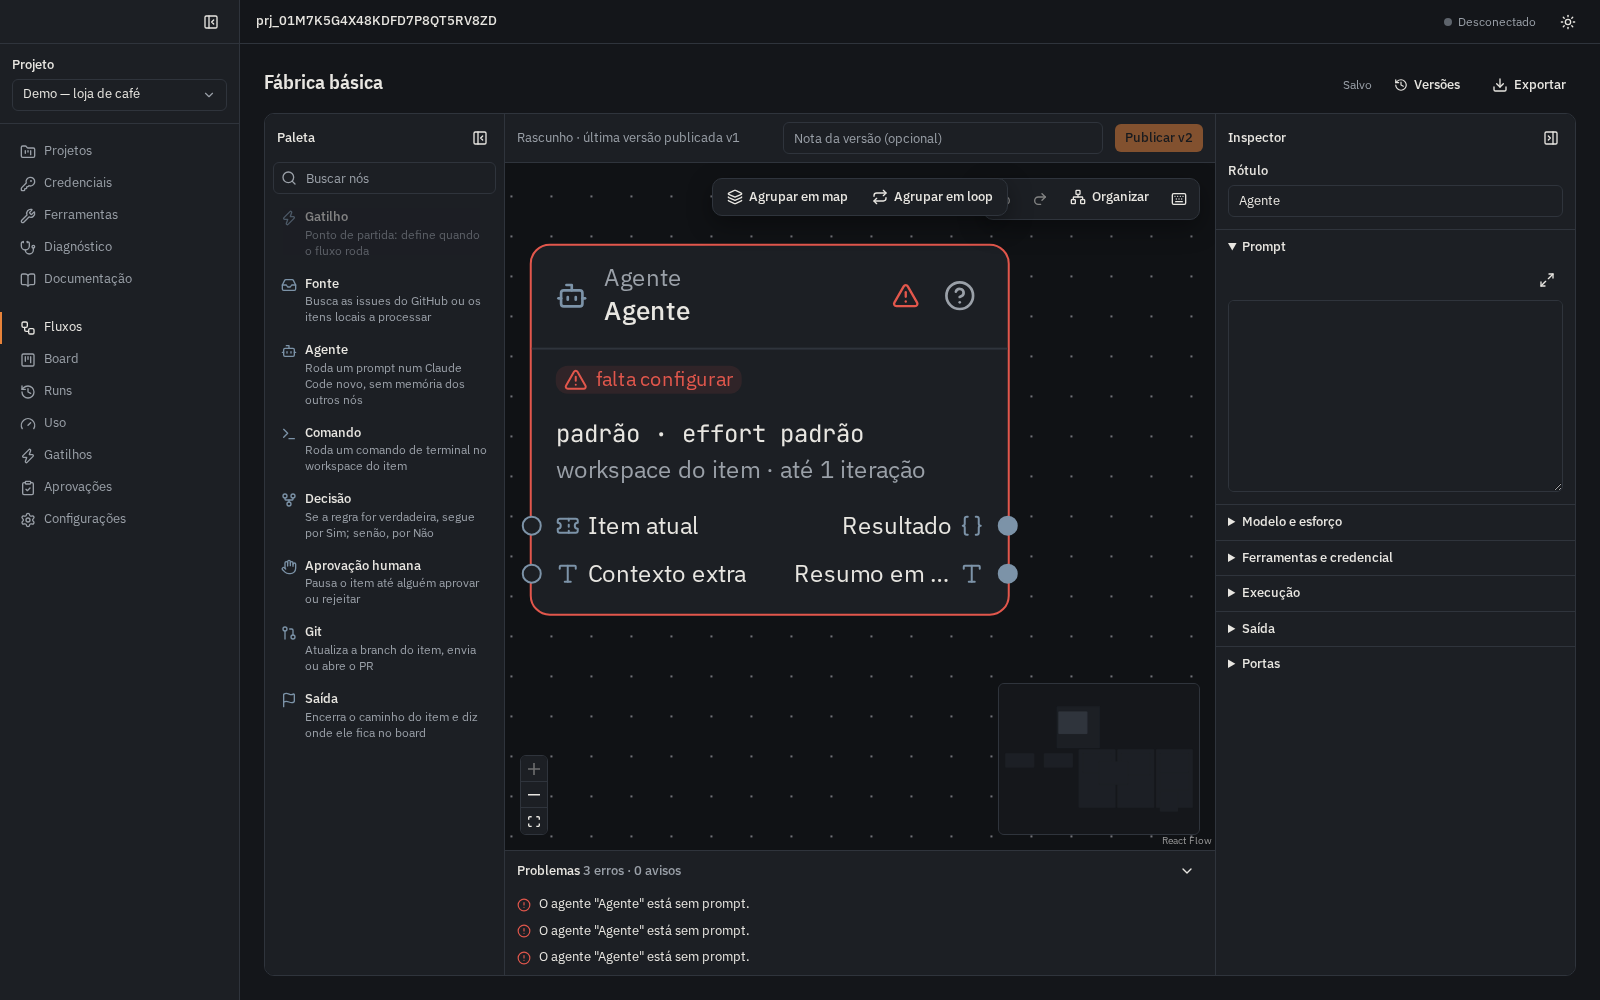 prj_01M7K5G4X48KDFD7P8QT5RV8ZD
Desconectado
Projeto
Demo — loja de café
Projetos
Credenciais
Ferramentas
Diagnóstico
Documentação
Fluxos
Board
Runs
Uso
Gatilhos
Aprovações
Configurações
Fábrica básica
Salvo
Versões
Exportar
Paleta
Buscar nós
Gatilho
Ponto de partida: define quando
o fluxo roda
Fonte
Busca as issues do GitHub ou os
itens locais a processar
Agente
Roda um prompt num Claude
Code novo, sem memória dos
outros nós
Comando
Roda um comando de terminal no
workspace do item
Decisão
Se a regra for verdadeira, segue
por Sim; senão, por Não
Aprovação humana
Pausa o item até alguém aprovar
ou rejeitar
Git
Atualiza a branch do item, envia
ou abre o PR
Saída
Encerra o caminho do item e diz
onde ele fica no board
Rascunho · última versão publicada v1
Nota da versão (opcional)
Publicar v2
Agrupar em map
Agrupar em loop
Organizar
Agente
Agente
falta configurar
padrão · effort padrão
workspace do item · até 1 iteração
Item atual
Resultado
Contexto extra
Resumo em ...
React Flow
Problemas 3 erros · 0 avisos
O agente "Agente" está sem prompt.
O agente "Agente" está sem prompt.
O agente "Agente" está sem prompt.
Inspector
Rótulo
Agente
Prompt
Modelo e esforço
Ferramentas e credencial
Execução
Saída
Portas